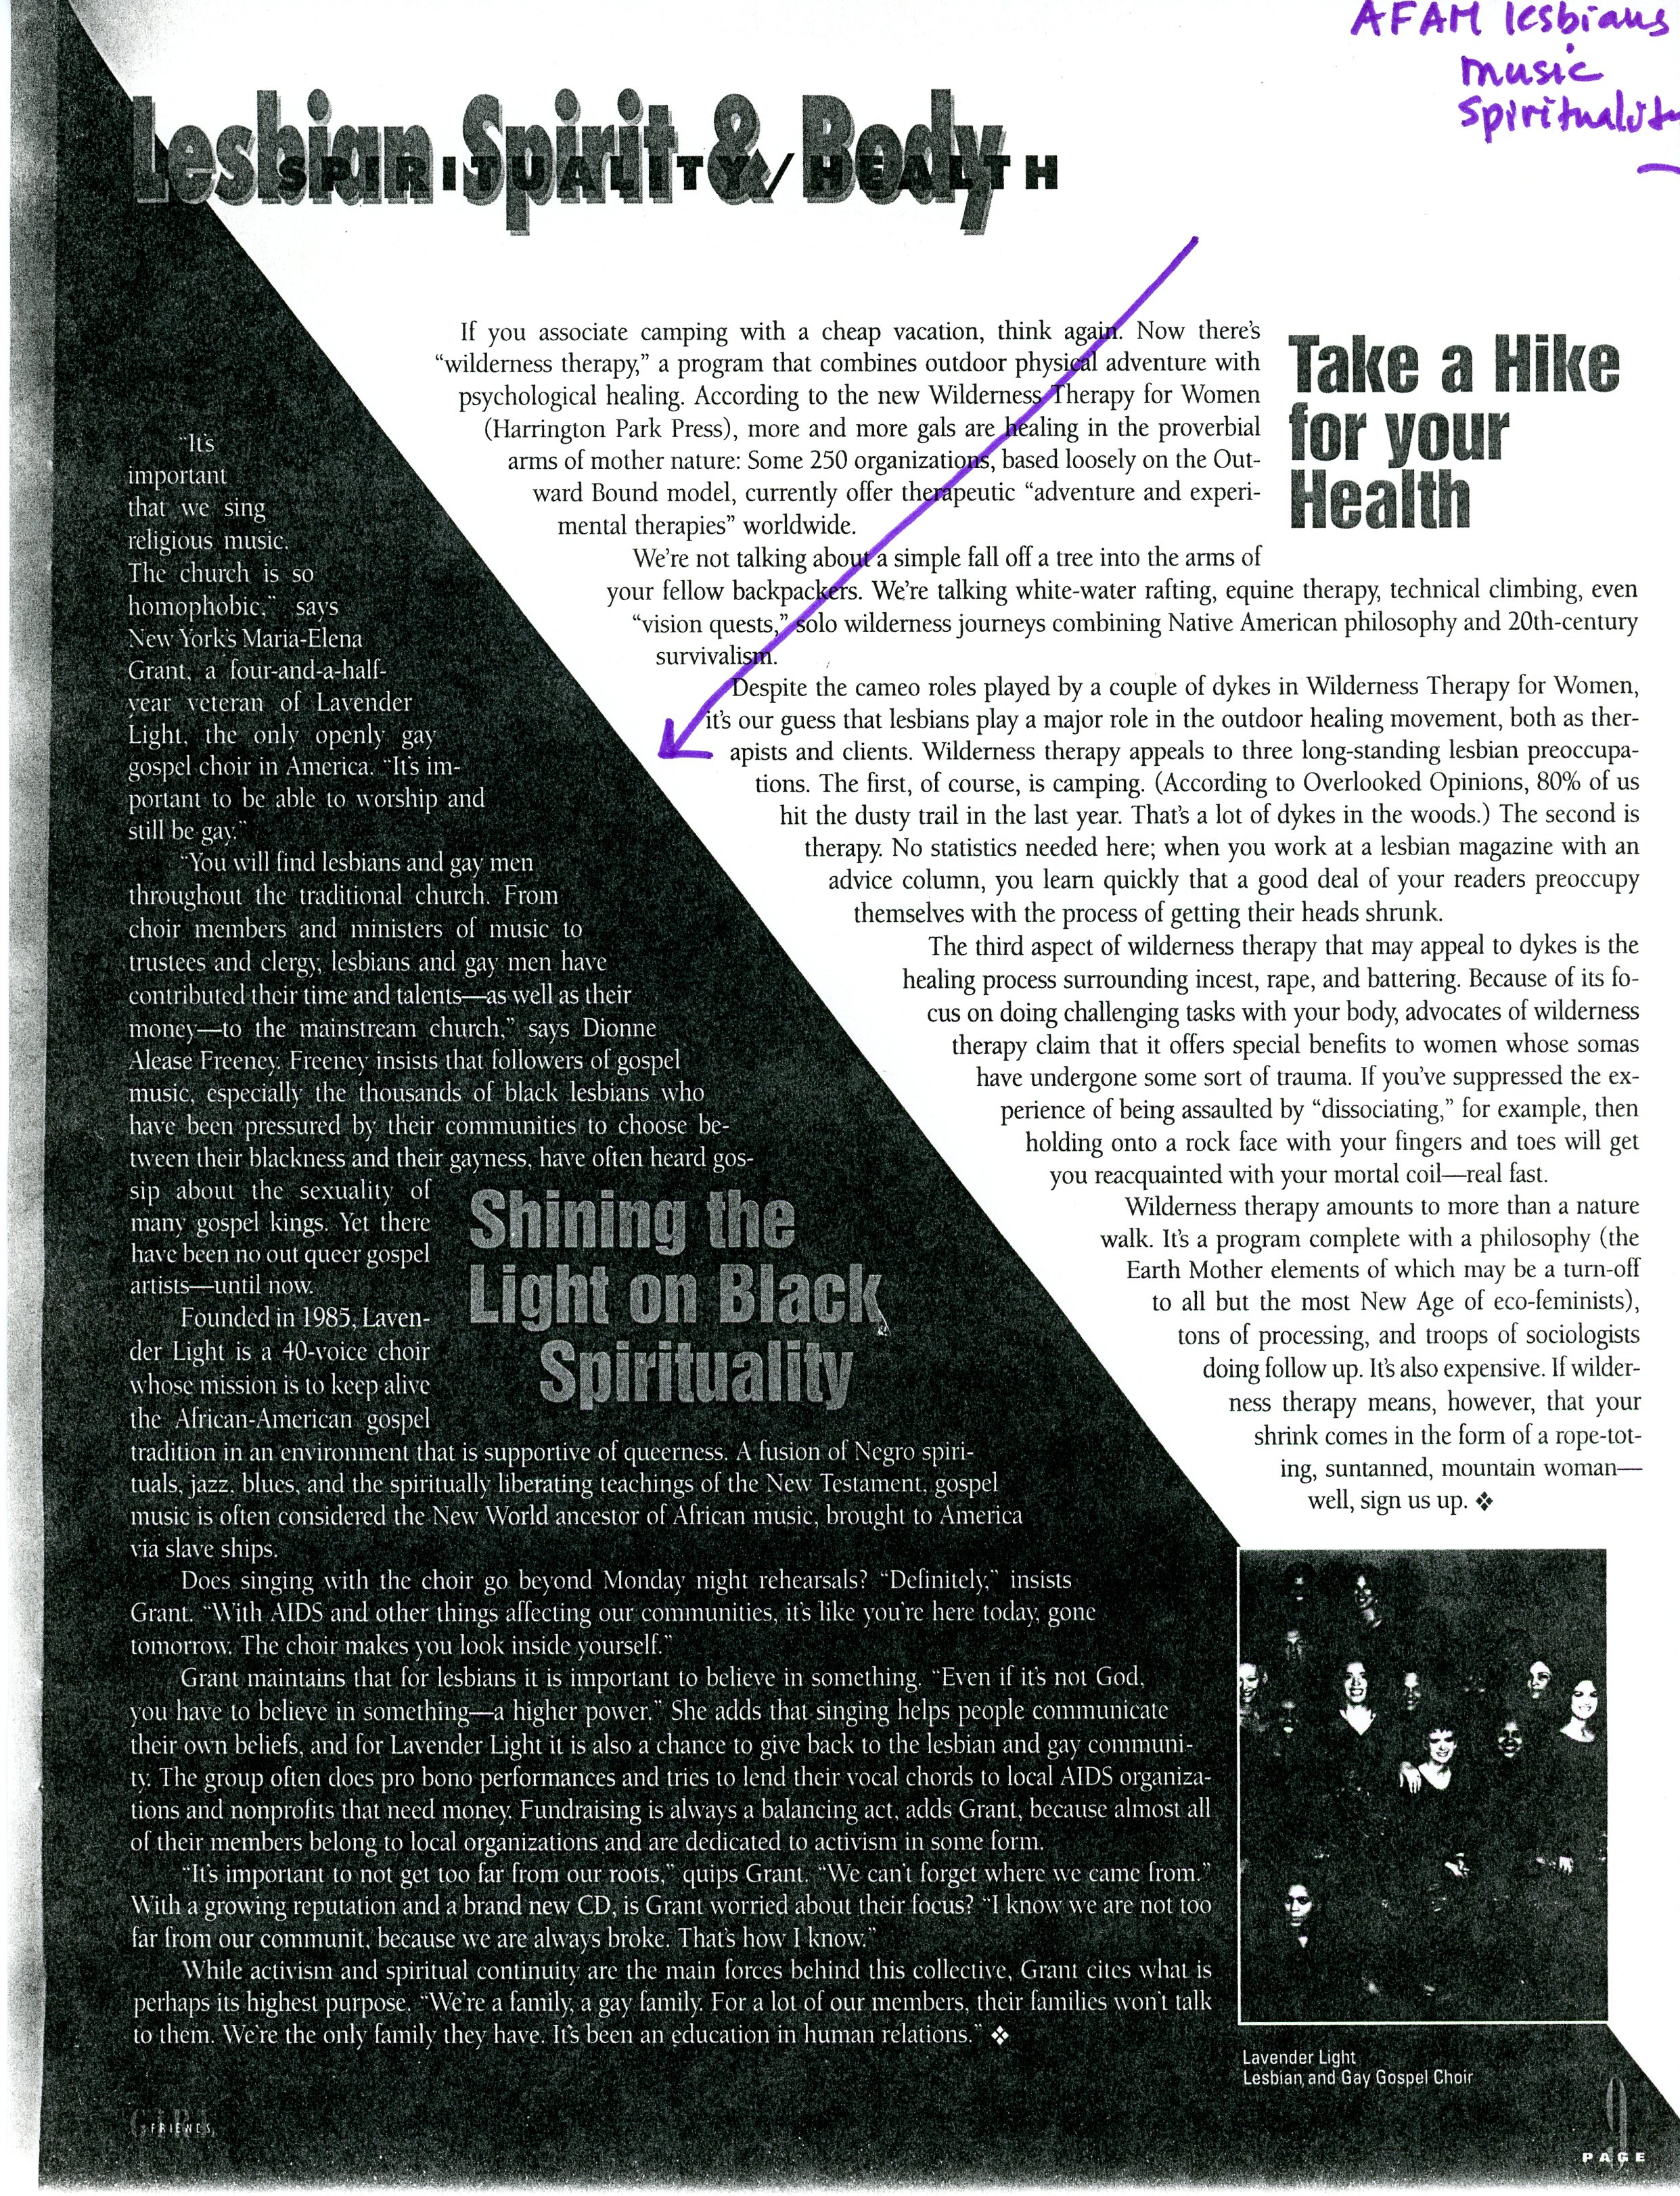 AFAM lesbians
music
Spirituality
Lesbian Spirit & Body
SPIRITUALITY/HEALTH
Take a Hike
for your
Health
If you associate camping with a cheap vacation, think again. Now there's
“wilderness therapy,” a program that combines outdoor physical adventure with
psychological healing. According to the new Wilderness Therapy for Women
(Harrington Park Press), more and more gals are healing in the proverbial
arms of mother nature: Some 250 organizations, based loosely on the Out-
ward Bound model, currently offer therapeutic “adventure and experi-
mental therapies” worldwide.
We're not talking about a simple fall off a tree into the arms of
your fellow backpackers. We're talking white-water rafting, equine therapy, technical climbing, even
“vision quests,” solo wilderness journeys combining Native American philosophy and 20th-century
survivalism.
Despite the cameo roles played by a couple of dykes in Wilderness Therapy for Women,
it's our guess that lesbians play a major role in the outdoor healing movement, both as ther-
apists and clients. Wilderness therapy appeals to three long-standing lesbian preoccupa-
tions. The first, of course, is camping. (According to Overlooked Opinions, 80% of us
hit the dusty trail in the last year. That's a lot of dykes in the woods.) The second is
therapy. No statistics needed here; when you work at a lesbian magazine with an
advice column, you learn quickly that a good deal of your readers preoccupy
themselves with the process of getting their heads shrunk.
The third aspect of wilderness therapy that may appeal to dykes is the
healing process surrounding incest, rape, and battering. Because of its fo-
cus on doing challenging tasks with your body, advocates of wilderness
therapy claim that it offers special benefits to women whose somas
have undergone some sort of trauma. If you've suppressed the ex-
perience of being assaulted by “dissociating,” for example, then
holding onto a rock face with your fingers and toes will get
you reacquainted with your mortal coil—real fast.
Wilderness therapy amounts to more than a nature
walk. It's a program complete with a philosophy (the
Earth Mother elements of which may be a turn-off
to all but the most New Age of eco-feminists),
tons of processing, and troops of sociologists
doing follow up. It's also expensive. If wilder-
ness therapy means, however, that your
shrink comes in the form of a rope-tot-
ing, suntanned, mountain woman—
well, sign us up. ❖
“It's
important
that we sing
religious music.
The church is so
homophobic,” says
New York's Maria-Elena
Grant, a four-and-a-half-
year veteran of Lavender
Light, the only openly gay
gospel choir in America. “It's im-
portant to be able to worship and
still be gay.”
“You will find lesbians and gay men
throughout the traditional church. From
choir members and ministers of music to
trustees and clergy, lesbians and gay men have
contributed their time and talents—as well as their
money—to the mainstream church,” says Dionne
Alease Freeney. Freeney insists that followers of gospel
music, especially the thousands of black lesbians who
have been pressured by their communities to choose be-
tween their blackness and their gayness, have often heard gos-
sip about the sexuality of
many gospel kings. Yet there
have been no out queer gospel
artists—until now.
Shining the
Light on Black
Spirituality
Founded in 1985, Laven-
der Light is a 40-voice choir
whose mission is to keep alive
the African-American gospel
tradition in an environment that is supportive of queerness. A fusion of Negro spiri-
tuals, jazz, blues, and the spiritually liberating teachings of the New Testament, gospel
music is often considered the New World ancestor of African music, brought to America
via slave ships.
Does singing with the choir go beyond Monday night rehearsals? “Definitely,” insists
Grant. “With AIDS and other things affecting our communities, it's like you're here today, gone
tomorrow. The choir makes you look inside yourself.”
Grant maintains that for lesbians it is important to believe in something. “Even if it's not God,
you have to believe in something—a higher power.” She adds that singing helps people communicate
their own beliefs, and for Lavender Light it is also a chance to give back to the lesbian and gay communi-
ty. The group often does pro bono performances and tries to lend their vocal chords to local AIDS organiza-
tions and nonprofits that need money. Fundraising is always a balancing act, adds Grant, because almost all
of their members belong to local organizations and are dedicated to activism in some form.
“It's important to not get too far from our roots,” quips Grant. “We can't forget where we came from.”
With a growing reputation and a brand new CD, is Grant worried about their focus? “I know we are not too
far from our communit, because we are always broke. That's how I know.”
While activism and spiritual continuity are the main forces behind this collective, Grant cites what is
perhaps its highest purpose. “We're a family, a gay family. For a lot of our members, their families won't talk
to them. We're the only family they have. It's been an education in human relations.” ❖
Lavender Light
Lesbian and Gay Gospel Choir
GIRL
FRIENDS
9
PAGE